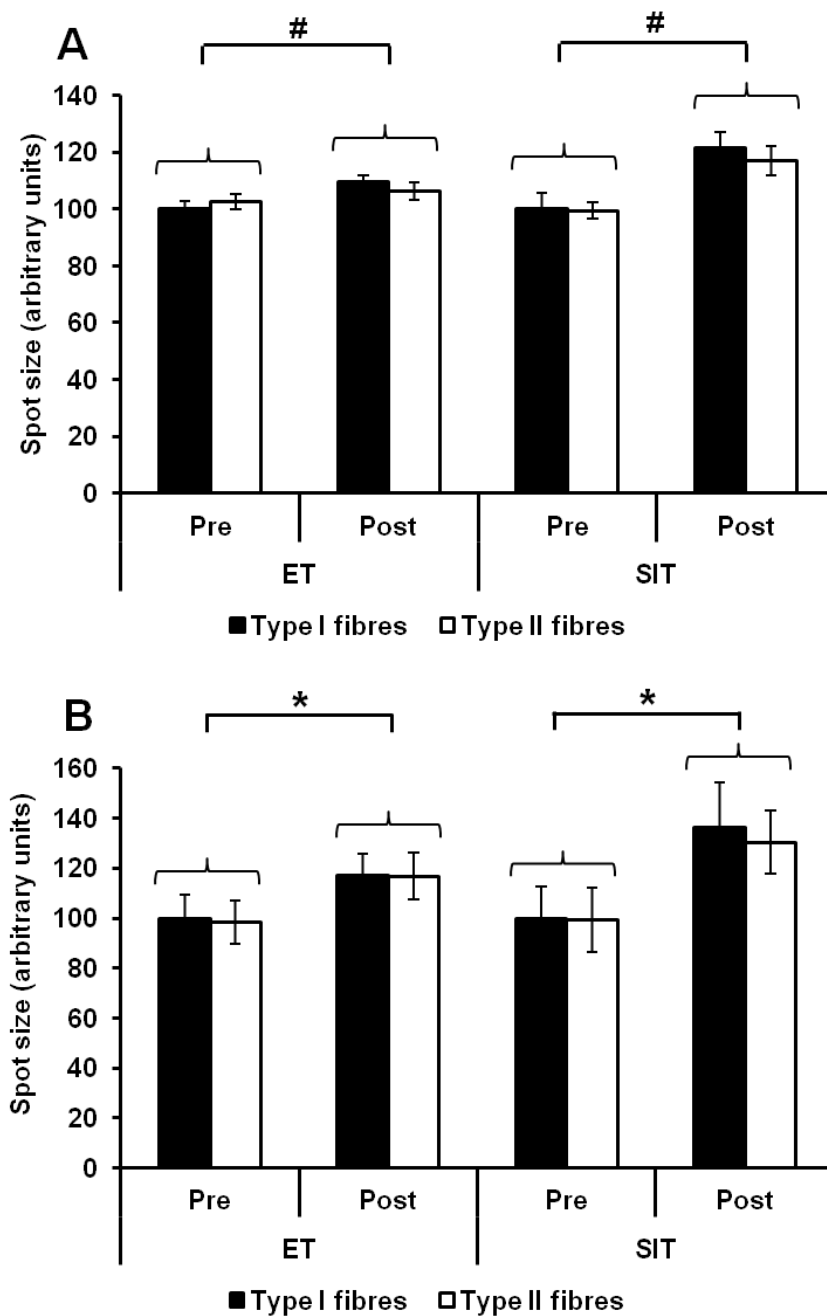 A
#
#
Spot size (arbitrary units)
140
120
100
80
60
40
20
0
Pre Post Pre Post
ET SIT
Type I fibres Type II fibres
B
*
*
Spot size (arbitrary units)
160
140
120
100
80
60
40
20
0
Pre Post Pre Post
ET SIT
Type I fibres Type II fibres